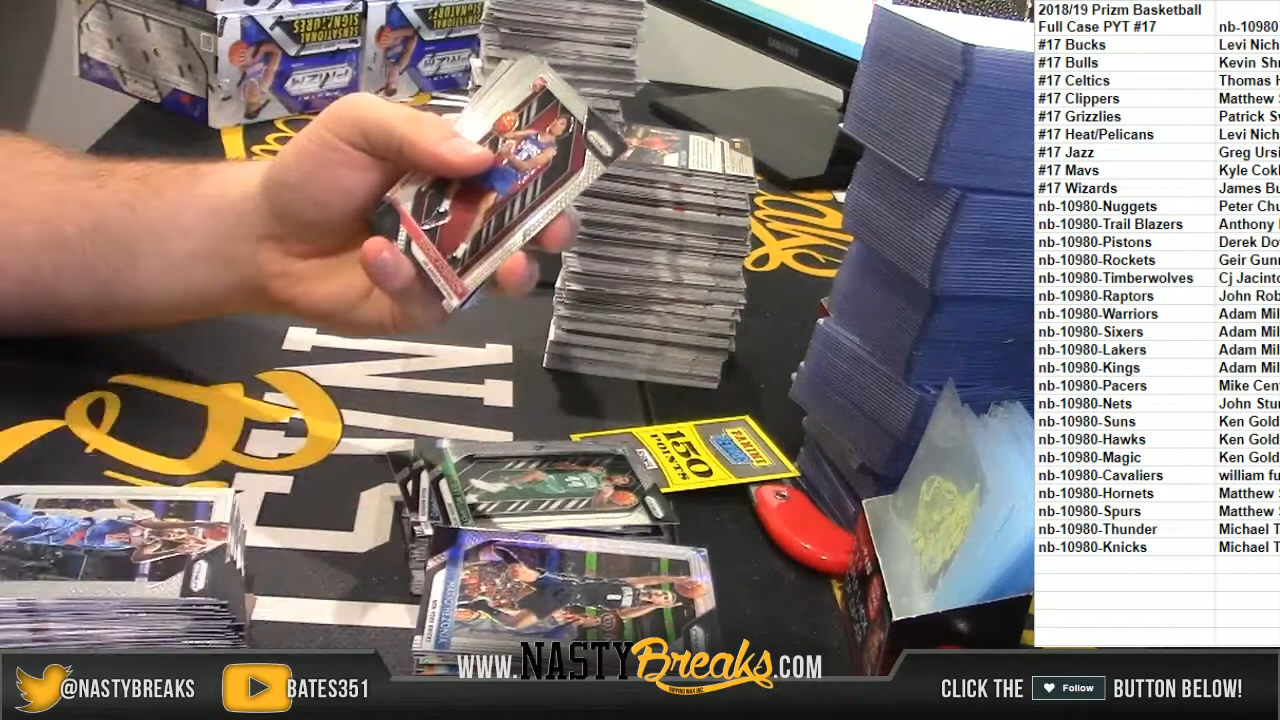 2018/19 Prizm Basketball
Full Case PYT #17 nb-10980
#17 Bucks Levi Nich
#17 Bulls Kevin Shr
#17 Celtics Thomas
#17 Clippers Matthew
#17 Grizzlies Patrick Sv
#17 Heat/Pelicans Levi Nich
#17 Jazz Greg Ursi
#17 Mavs Kyle Cok
#17 Wizards James Bu
nb-10980-Nuggets Peter Chu
nb-10980-Trail Blazers Anthony
nb-10980-Pistons Derek Do
nb-10980-Rockets Geir Gunn
nb-10980-Timberwolves Cj Jacint
nb-10980-Raptors John Rob
nb-10980-Warriors Adam Mil
nb-10980-Sixers Adam Mil
nb-10980-Lakers Adam Mil
nb-10980-Kings Adam Mil
nb-10980-Pacers Mike Cen
nb-10980-Nets John Stu
nb-10980-Suns Ken Gold
nb-10980-Hawks Ken Gold
nb-10980-Magic Ken Gold
nb-10980-Cavaliers william fu
nb-10980-Hornets Matthew
nb-10980-Spurs Matthew
nb-10980-Thunder Michael T
nb-10980-Knicks Michael T
SENSATIONAL
SIGNATURES
PRIZM
SAMSUNG
150
POINTS
PANINI
WWW.NASTYBreaks.COM
@NASTYBREAKS
BATES351
CLICK THE Follow BUTTON BELOW!